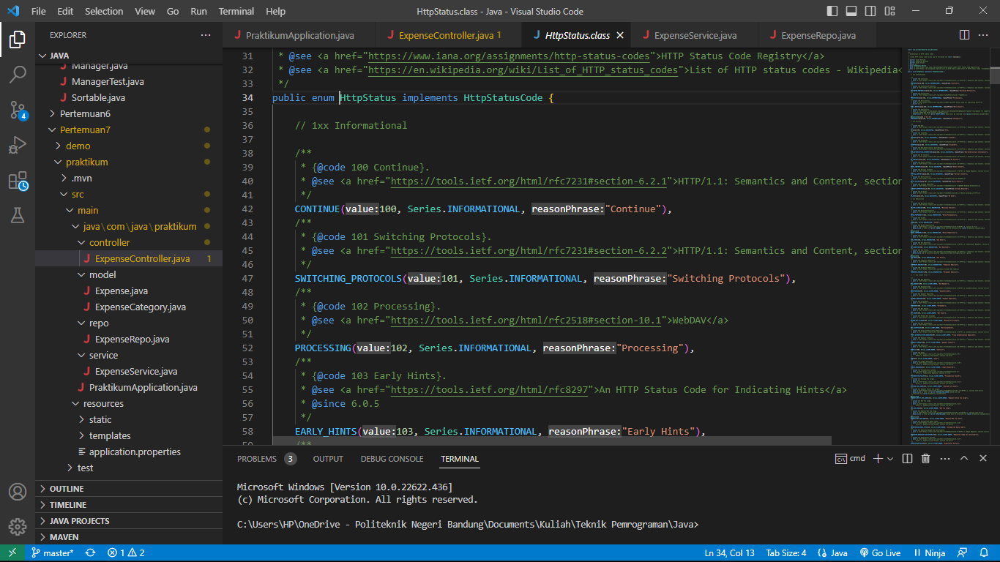 File Edit Selection View Go Run Terminal Help HttpStatus.class - Java - Visual Studio Code
EXPLORER
JAVA
Manager.java
ManagerTest.java
Sortable.java
Pertemuan6
Pertemuan7
demo
praktikum
.mvn
src
main
java\com\java\praktikum
controller
ExpenseController.java 1
model
Expense.java
ExpenseCategory.java
repo
ExpenseRepo.java
service
ExpenseService.java
PraktikumApplication.java
resources
static
templates
application.properties
test
OUTLINE
TIMELINE
JAVA PROJECTS
MAVEN
4
PraktikumApplication.java ExpenseController.java 1 HttpStatus.class ExpenseService.java ExpenseRepo.java
31 * @see <a href="https://www.iana.org/assignments/http-status-codes">HTTP Status Code Registry</a>
32 * @see <a href="https://en.wikipedia.org/wiki/List_of_HTTP_status_codes">List of HTTP status codes - Wikipedia<
33 */
34 public enum HttpStatus implements HttpStatusCode {
35
36 // 1xx Informational
37
38 /**
39 * {@code 100 Continue}.
40 * @see <a href="https://tools.ietf.org/html/rfc7231#section-6.2.1">HTTP/1.1: Semantics and Content, section
41 */
42 CONTINUE(value:100, Series.INFORMATIONAL, reasonPhrase:"Continue"),
43 /**
44 * {@code 101 Switching Protocols}.
45 * @see <a href="https://tools.ietf.org/html/rfc7231#section-6.2.2">HTTP/1.1: Semantics and Content, section
46 */
47 SWITCHING_PROTOCOLS(value:101, Series.INFORMATIONAL, reasonPhrase:"Switching Protocols"),
48 /**
49 * {@code 102 Processing}.
50 * @see <a href="https://tools.ietf.org/html/rfc2518#section-10.1">WebDAV</a>
51 */
52 PROCESSING(value:102, Series.INFORMATIONAL, reasonPhrase:"Processing"),
53 /**
54 * {@code 103 Early Hints}.
55 * @see <a href="https://tools.ietf.org/html/rfc8297">An HTTP Status Code for Indicating Hints</a>
56 * @since 6.0.5
57 */
58 EARLY_HINTS(value:103, Series.INFORMATIONAL, reasonPhrase:"Early Hints"),
59 /**
PROBLEMS 3 OUTPUT DEBUG CONSOLE TERMINAL cmd
Microsoft Windows [Version 10.0.22622.436]
(c) Microsoft Corporation. All rights reserved.
C:\Users\HP\OneDrive - Politeknik Negeri Bandung\Documents\Kuliah\Teknik Pemrograman\Java>
master* 1 2 Ln 34, Col 13 Tab Size: 4 {} Java Go Live Ninja